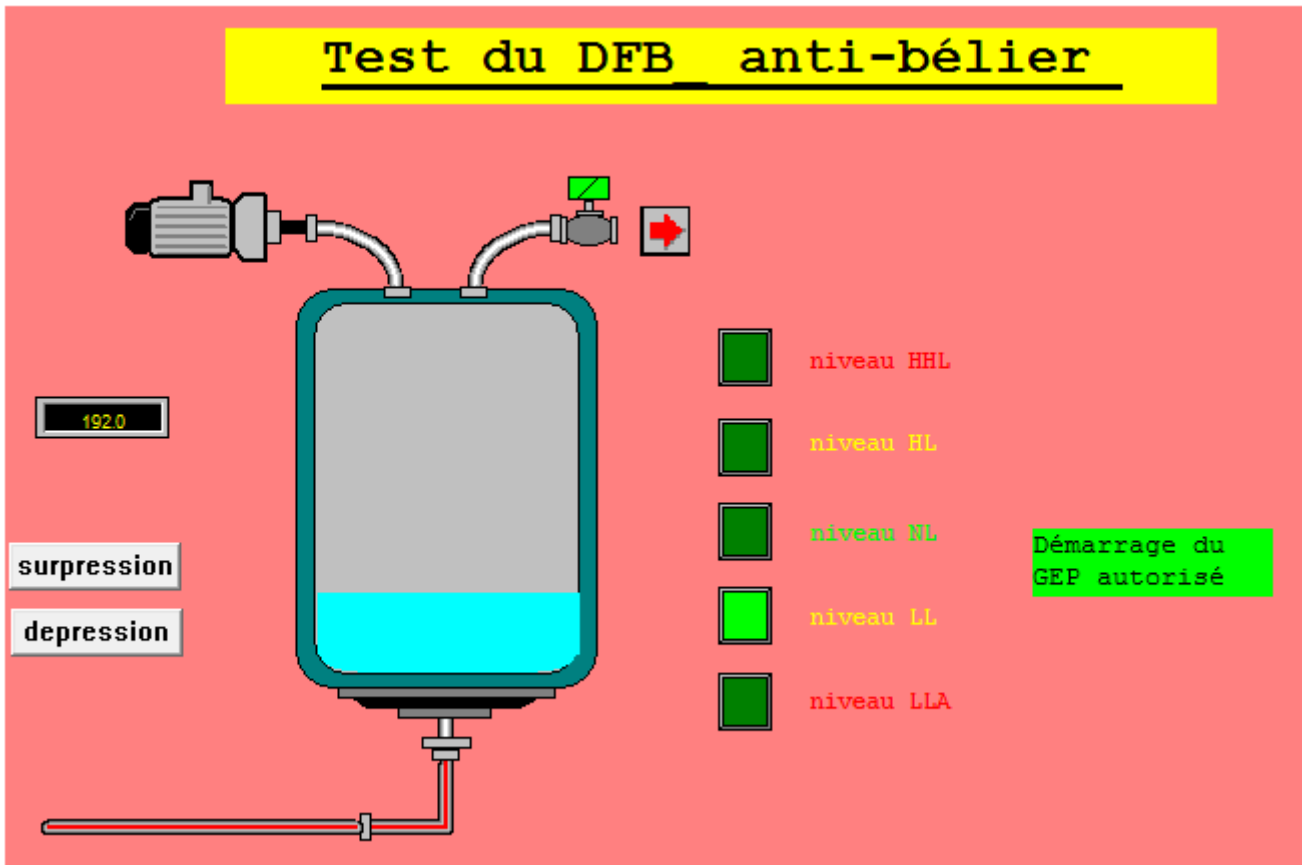 Test du DFB_ anti-bélier
niveau HHL
192.0
niveau HL
niveau NL
Démarrage du
GEP autorisé
surpression
niveau LL
depression
niveau LLA